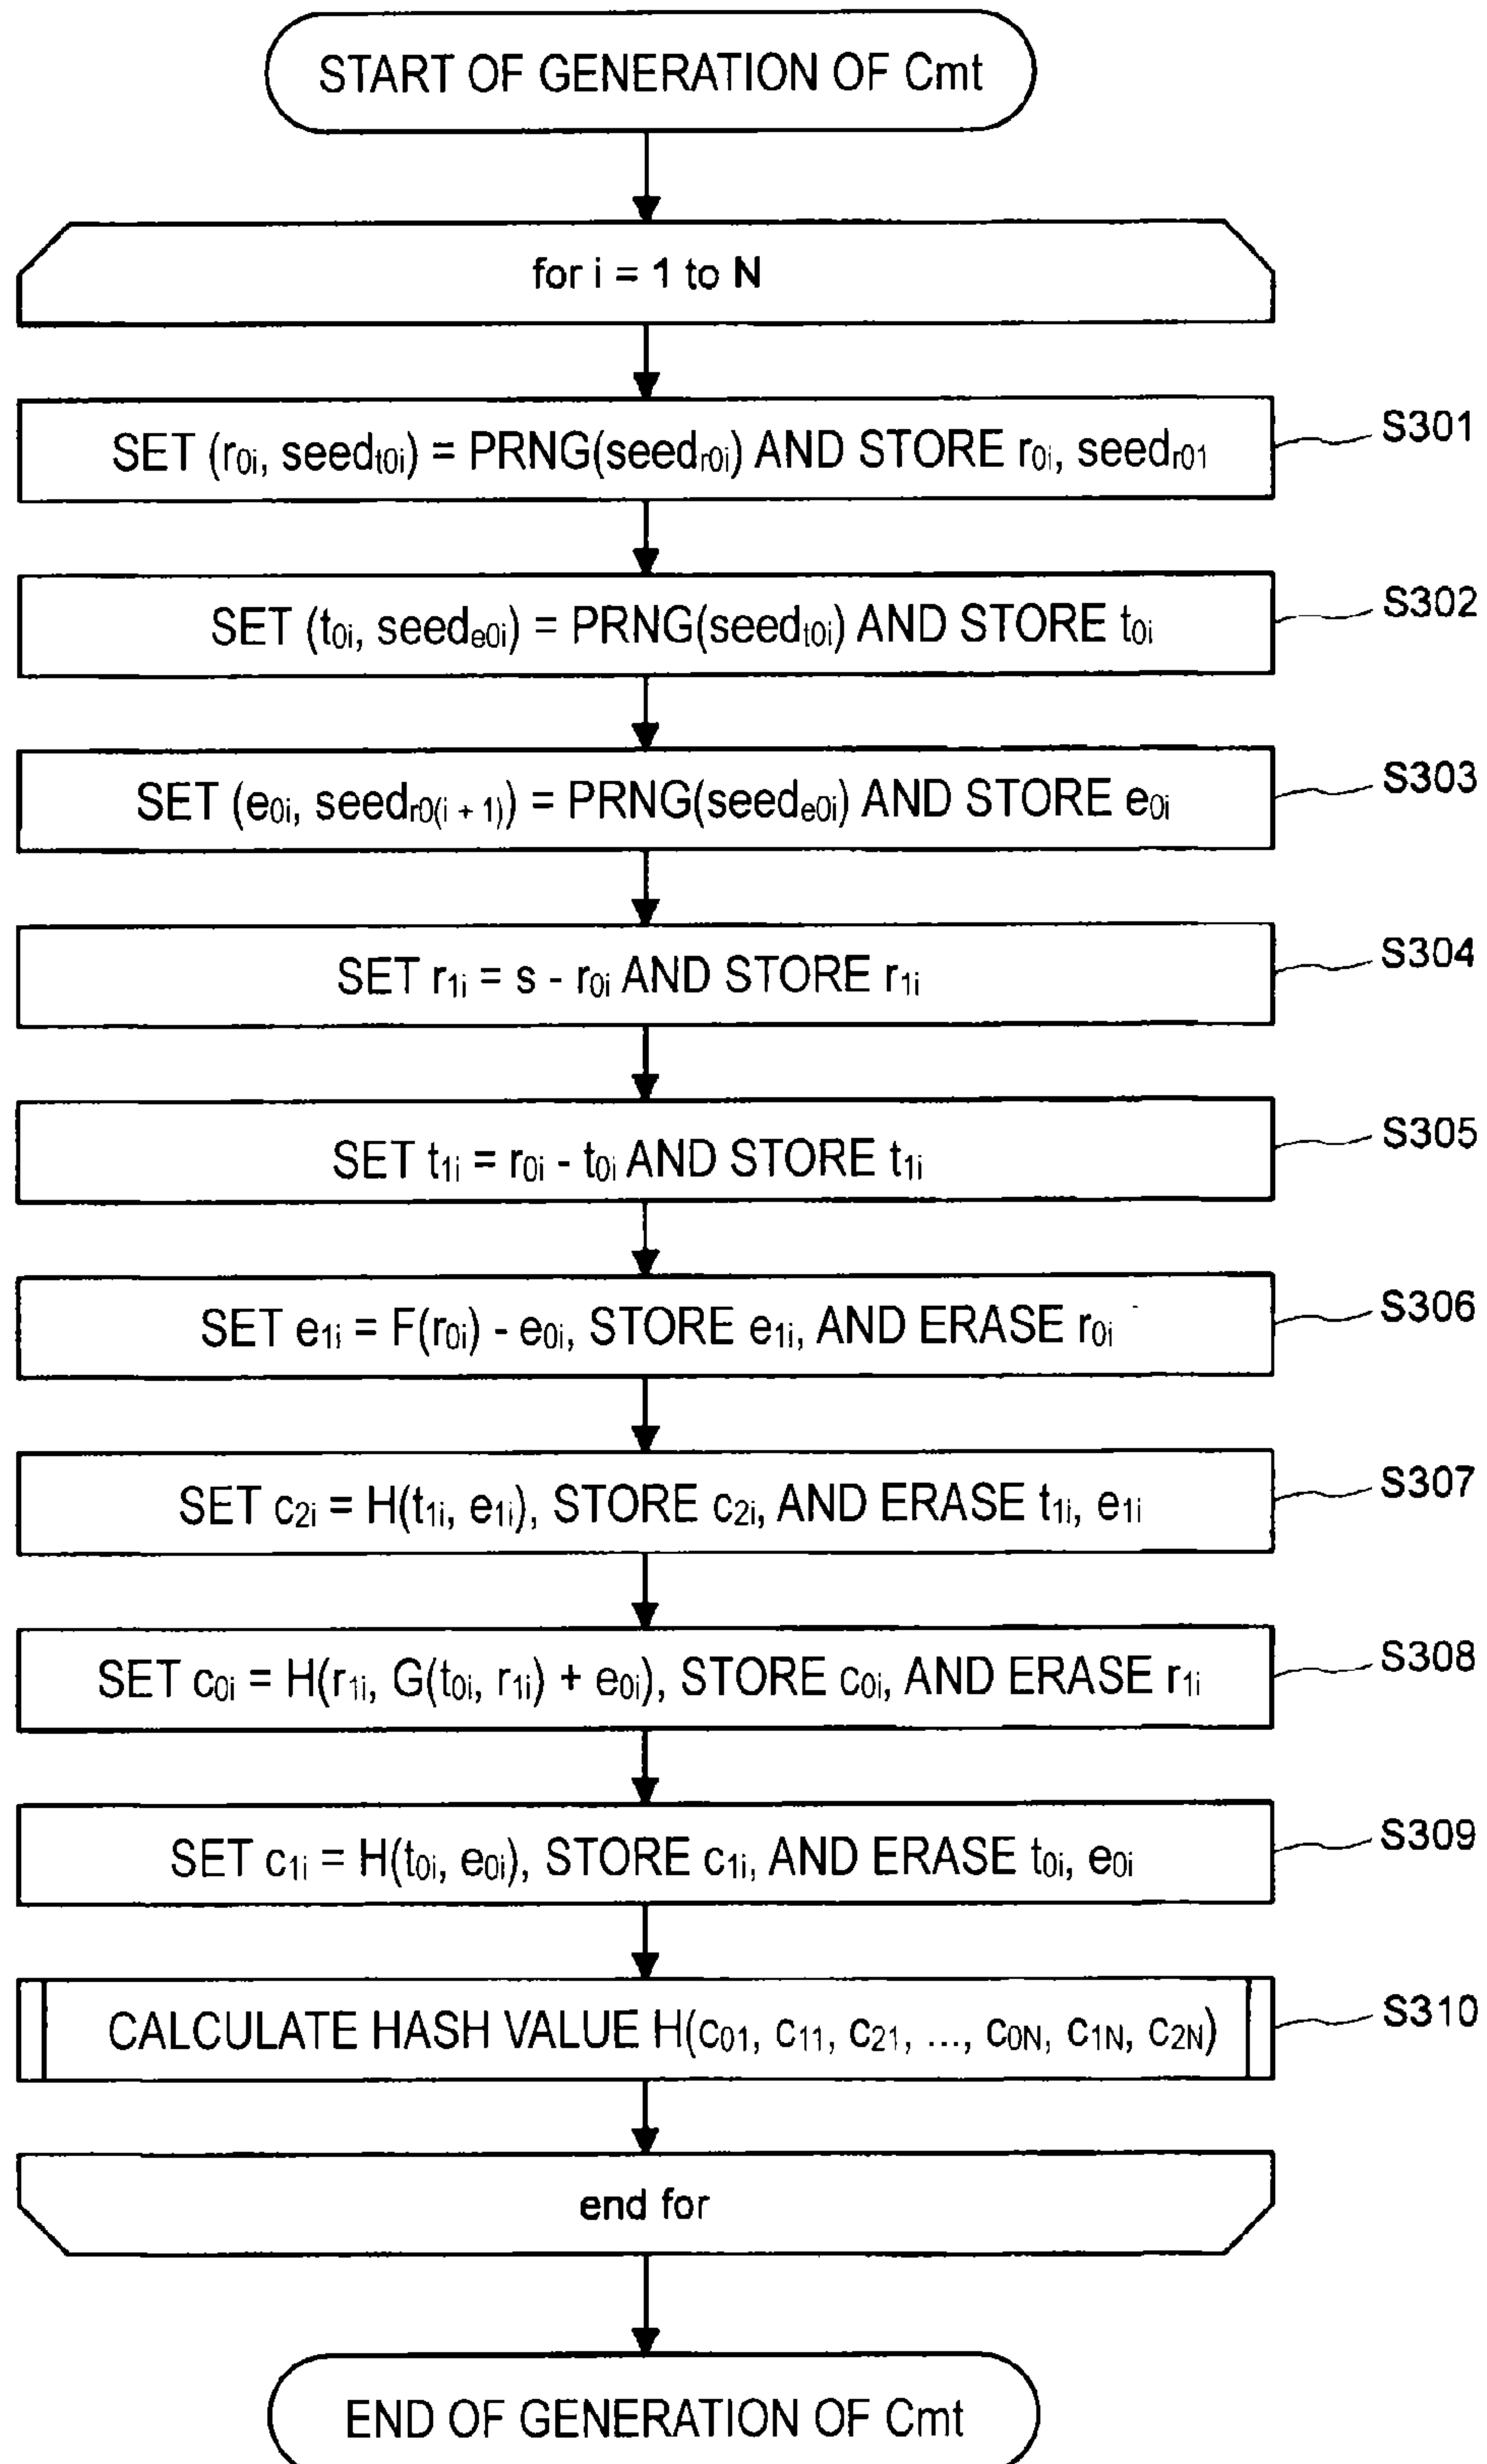 START OF GENERATION OF Cmt
for i = 1 to N
SET (r0i, seedt0i) = PRNG(seedr0i) AND STORE r0i, seedr01
S301
SET (t0i, seede0i) = PRNG(seedt0i) AND STORE t0i
S302
SET (e0i, seedr0(i + 1)) = PRNG(seede0i) AND STORE e0i
S303
SET r1i = s - r0i AND STORE r1i
S304
SET t1i = r0i - t0i AND STORE t1i
S305
SET e1i = F(r0i) - e0i, STORE e1i, AND ERASE r0i
S306
SET c2i = H(t1i, e1i), STORE c2i, AND ERASE t1i, e1i
S307
SET c0i = H(r1i, G(t0i, r1i) + e0i), STORE c0i, AND ERASE r1i
S308
SET c1i = H(t0i, e0i), STORE c1i, AND ERASE t0i, e0i
S309
CALCULATE HASH VALUE H(c01, c11, c21, ..., c0N, c1N, c2N)
S310
end for
END OF GENERATION OF Cmt